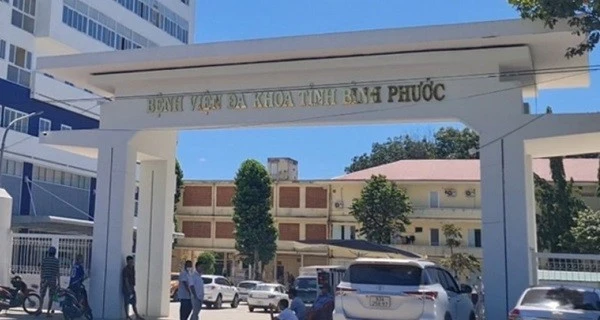 BỆNH VIỆN ĐA KHOA TỈNH BÌNH PHƯỚC